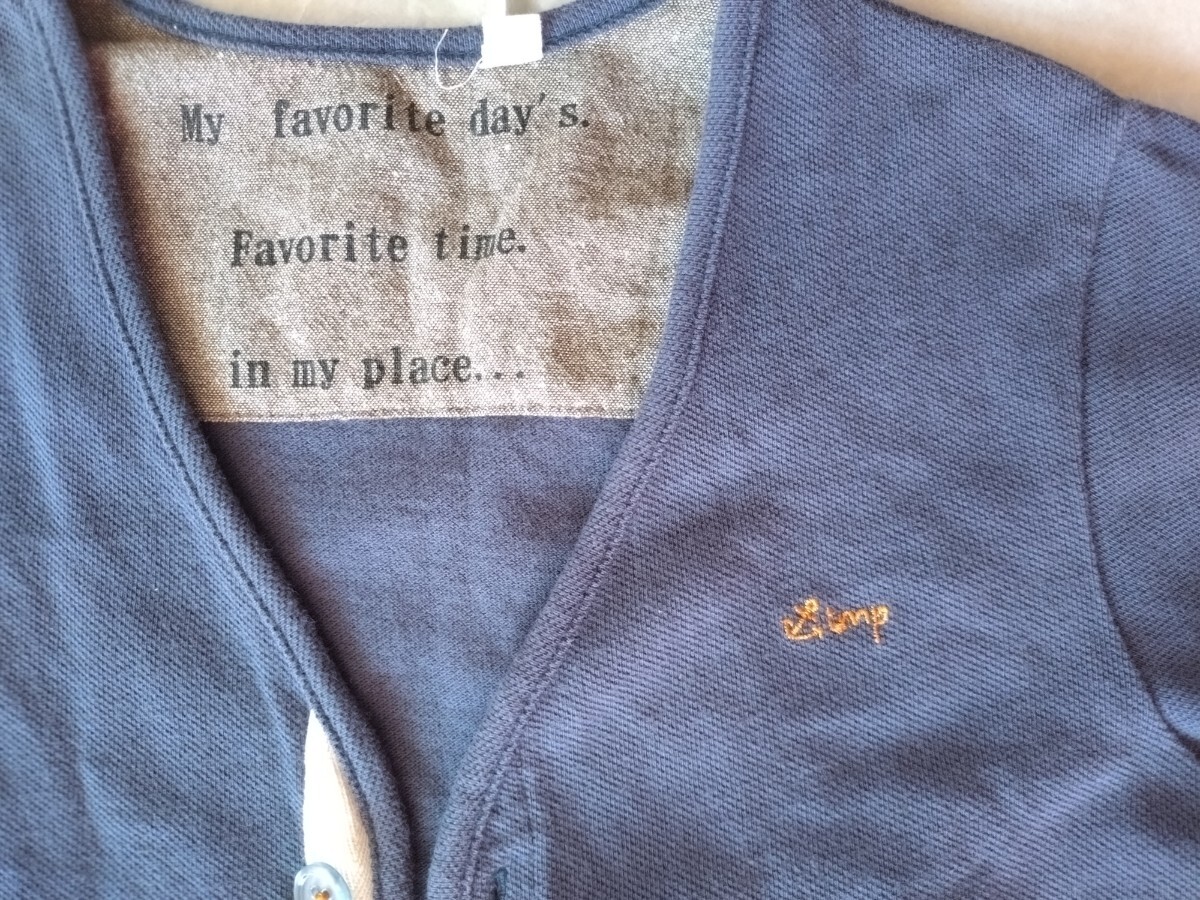 My favorite day's.
Favorite time.
in my place...